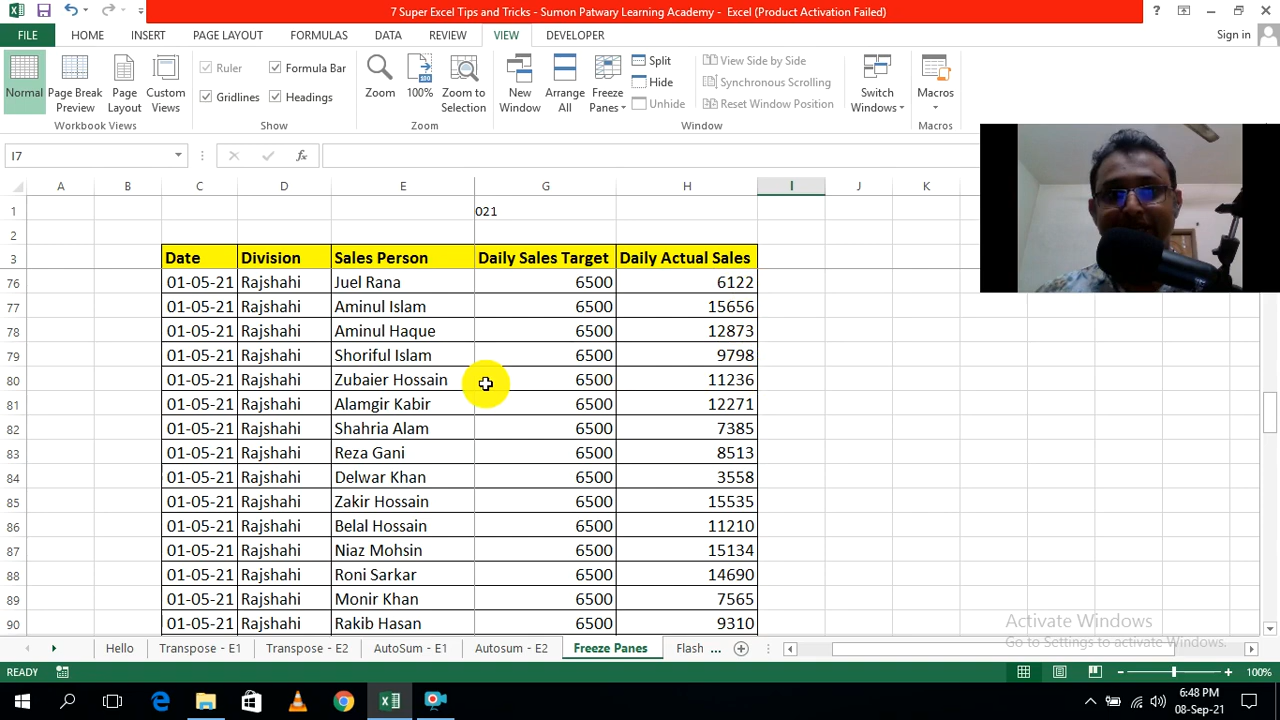 7 Super Excel Tips and Tricks - Sumon Patwary Learning Academy - Excel (Product Activation Failed)
FILE HOME INSERT PAGE LAYOUT FORMULAS DATA REVIEW VIEW DEVELOPER Sign in
Normal Page Break Preview Page Layout Custom Views
Workbook Views
Ruler Formula Bar
Gridlines Headings
Show
Zoom 100% Zoom to Selection
Zoom
New Window Arrange All Freeze Panes
Split
Hide
Unhide
View Side by Side
Synchronous Scrolling
Reset Window Position
Switch Windows
Window
Macros
Macros
I7 fx
A B C D E G H I J K
1 021
2
3 Date Division Sales Person Daily Sales Target Daily Actual Sales
76 01-05-21 Rajshahi Juel Rana 6500 6122
77 01-05-21 Rajshahi Aminul Islam 6500 15656
78 01-05-21 Rajshahi Aminul Haque 6500 12873
79 01-05-21 Rajshahi Shoriful Islam 6500 9798
80 01-05-21 Rajshahi Zubaier Hossain 6500 11236
81 01-05-21 Rajshahi Alamgir Kabir 6500 12271
82 01-05-21 Rajshahi Shahria Alam 6500 7385
83 01-05-21 Rajshahi Reza Gani 6500 8513
84 01-05-21 Rajshahi Delwar Khan 6500 3558
85 01-05-21 Rajshahi Zakir Hossain 6500 15535
86 01-05-21 Rajshahi Belal Hossain 6500 11210
87 01-05-21 Rajshahi Niaz Mohsin 6500 15134
88 01-05-21 Rajshahi Roni Sarkar 6500 14690
89 01-05-21 Rajshahi Monir Khan 6500 7565
90 01-05-21 Rajshahi Rakib Hasan 6500 9310
Activate Windows
Go to Settings to activate Windows.
Hello Transpose - E1 Transpose - E2 AutoSum - E1 AutoSum - E2 Freeze Panes Flash ...
READY 100%
6:48 PM
08-Sep-21